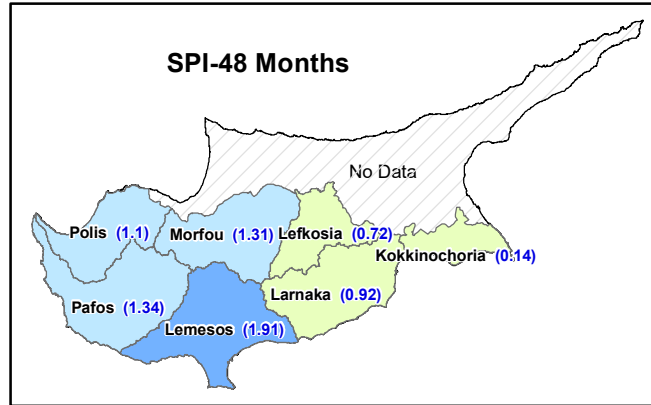 SPI-48 Months
No Data
Polis (1.1)
Morfou (1.31)
Lefkosia (0.72)
Kokkinochoria (0.14)
Pafos (1.34)
Larnaka (0.92)
Lemesos (1.91)